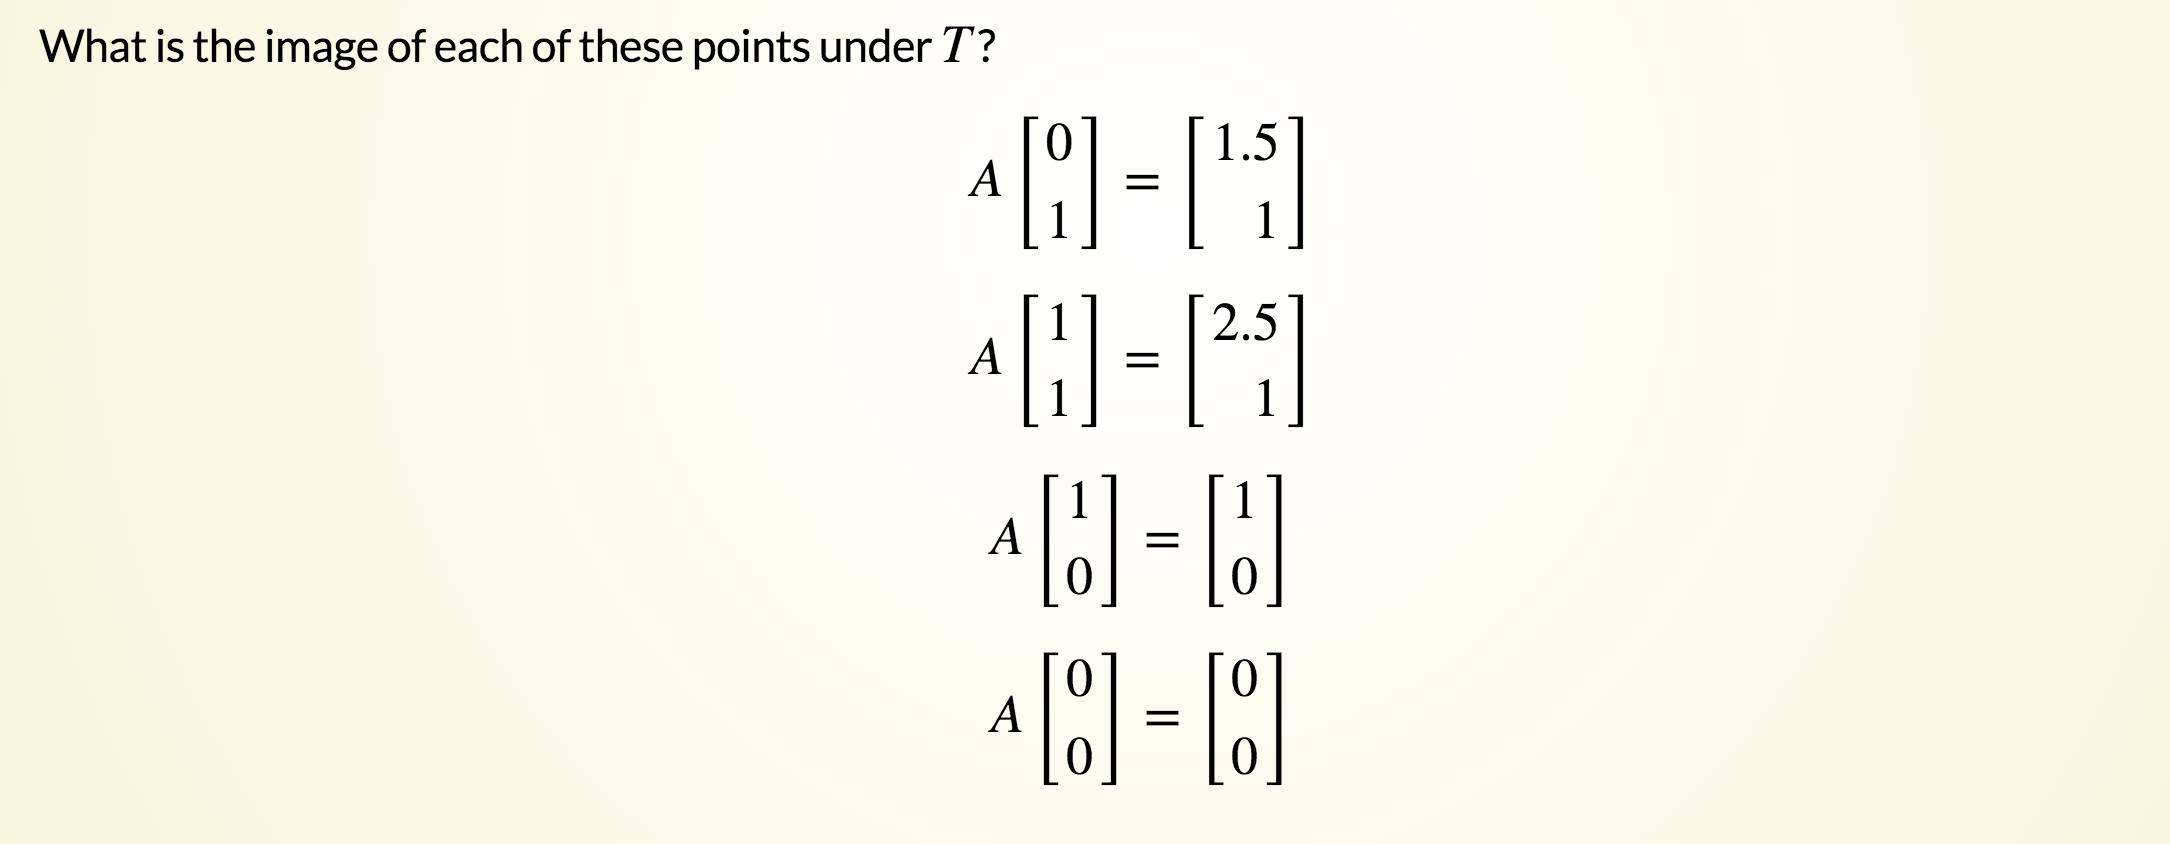 What is the image of each of these points under T?
A [0 1] = [1.5 1]
A [1 1] = [2.5 1]
A [1 0] = [1 0]
A [0 0] = [0 0]